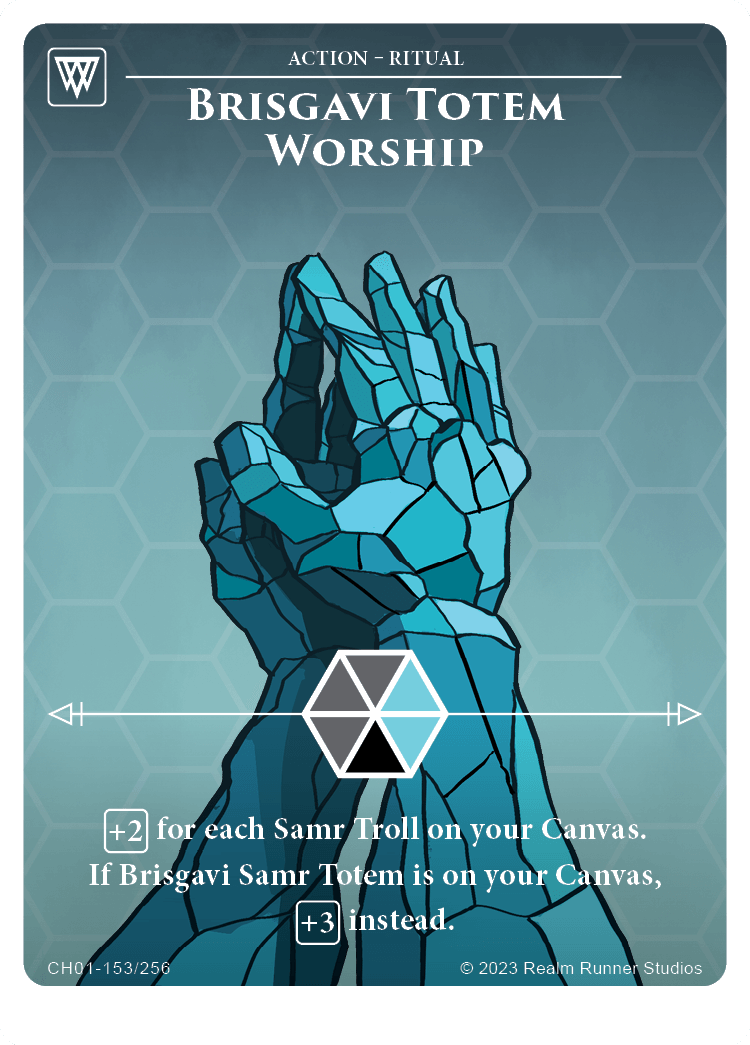 ACTION – RITUAL
BRISGAVI TOTEM
WORSHIP
+2 for each Samr Troll on your Canvas.
If Brisgavi Samr Totem is on your Canvas,
+3 instead.
CH01-153/256 © 2023 Realm Runner Studios